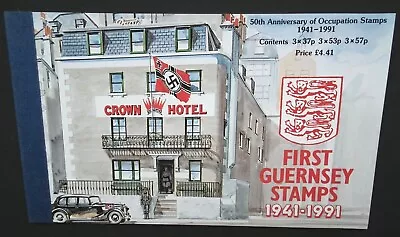 50th Anniversary of Occupation Stamps
1941–1991
Contents 3×37p 3×53p 3×57p
Price £4.41
CROWN HOTEL
FIRST
GUERNSEY
STAMPS
1941-1991